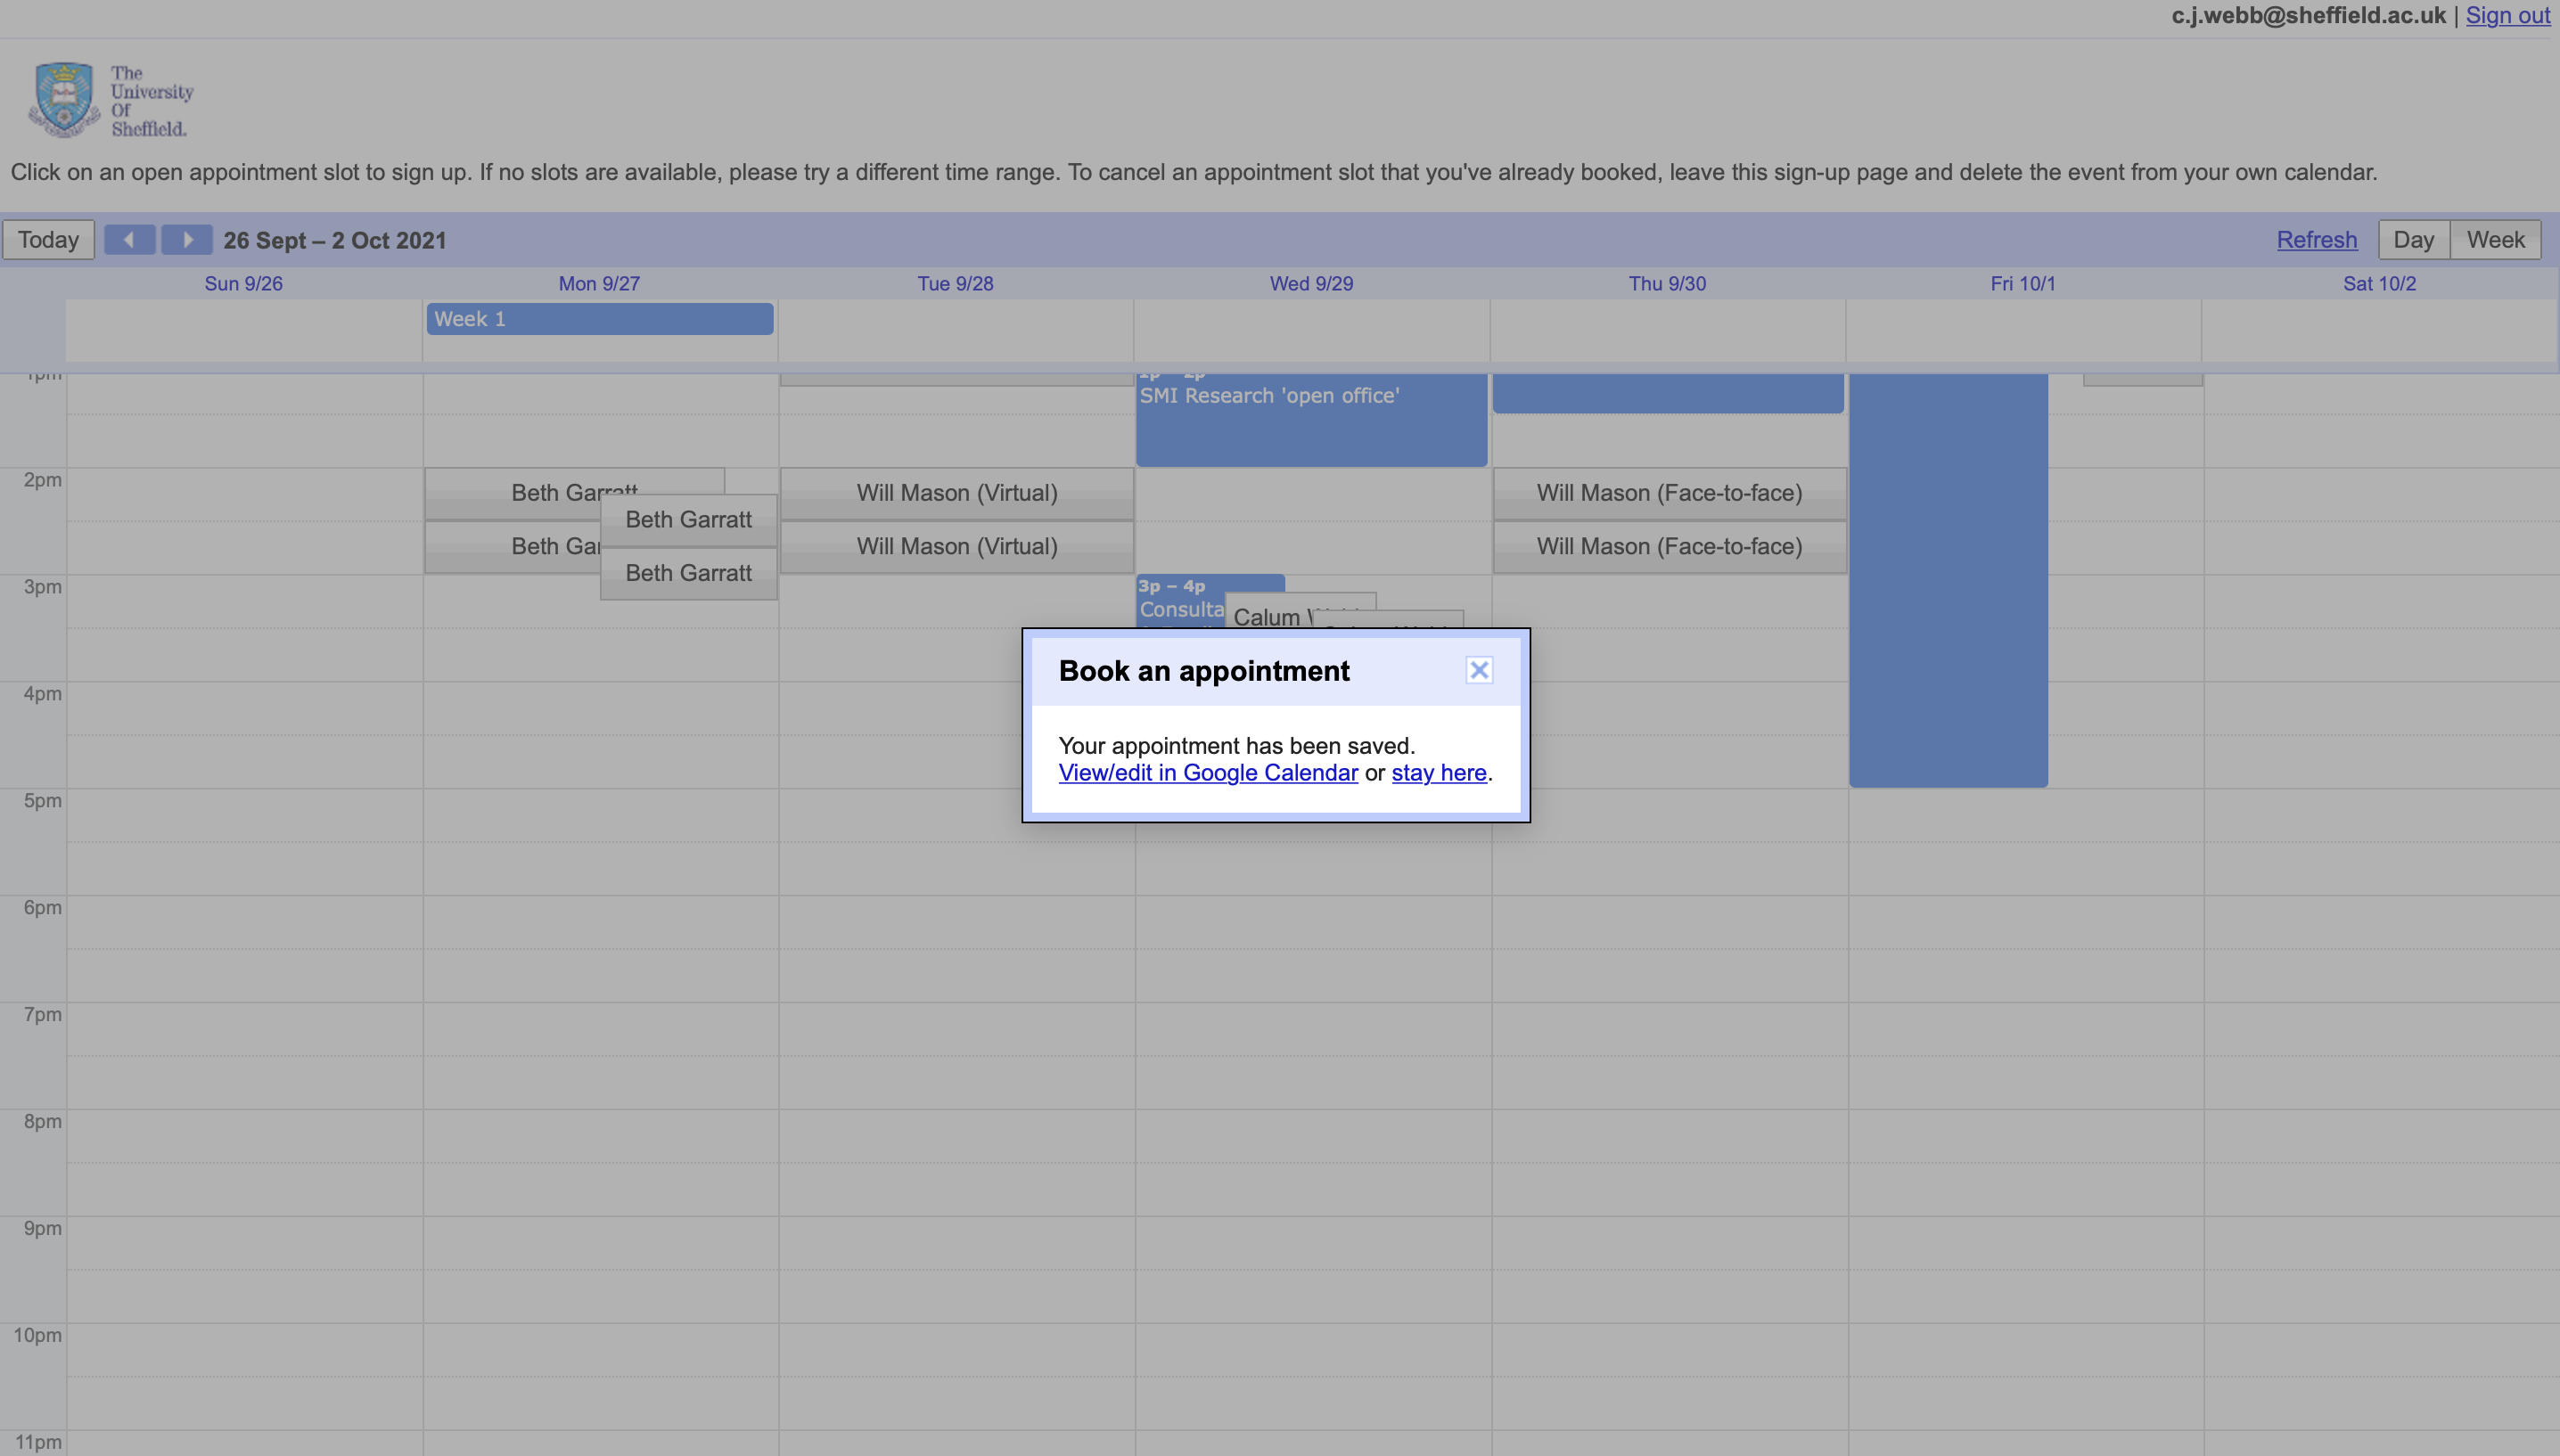 c.j.webb@sheffield.ac.uk | Sign out
The
University
Of
Sheffield.
Click on an open appointment slot to sign up. If no slots are available, please try a different time range. To cancel an appointment slot that you've already booked, leave this sign-up page and delete the event from your own calendar.
Today
26 Sept – 2 Oct 2021
Refresh
Day
Week
Sun 9/26
Mon 9/27
Tue 9/28
Wed 9/29
Thu 9/30
Fri 10/1
Sat 10/2
Week 1
1pm
1p – 2p
SMI Research 'open office'
2pm
Beth Garratt
Will Mason (Virtual)
Will Mason (Face-to-face)
Beth Garratt
Beth Gar
Will Mason (Virtual)
Will Mason (Face-to-face)
Beth Garratt
3pm
3p – 4p
Consulta
Calum
Book an appointment
Your appointment has been saved.
View/edit in Google Calendar or stay here.
4pm
5pm
6pm
7pm
8pm
9pm
10pm
11pm